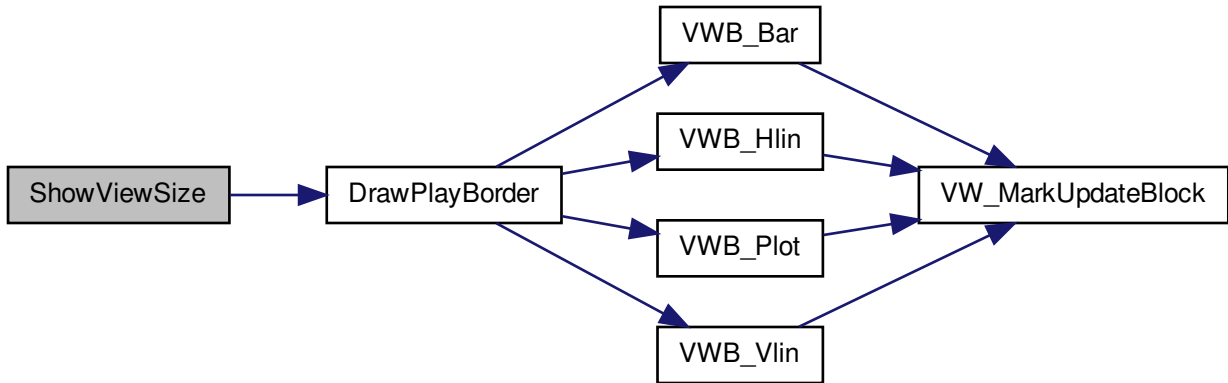 ShowViewSize
DrawPlayBorder
VWB_Bar
VWB_Hlin
VWB_Plot
VWB_Vlin
VW_MarkUpdateBlock